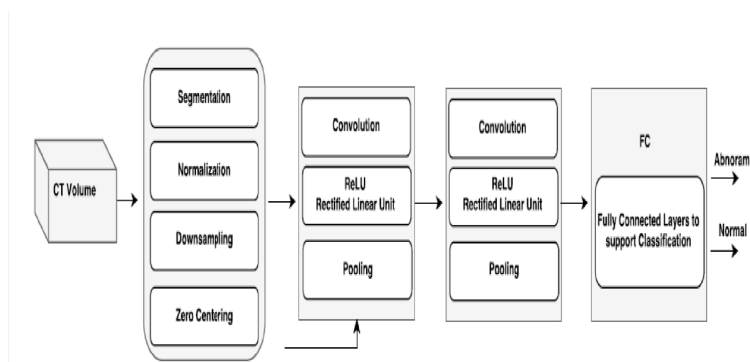 CT Volume
Segmentation
Normalization
Downsampling
Zero Centering
Convolution
ReLU
Rectified Linear Unit
Pooling
Convolution
ReLU
Rectified Linear Unit
Pooling
FC
Fully Connected Layers to
support Classification
Abnoram
Normal